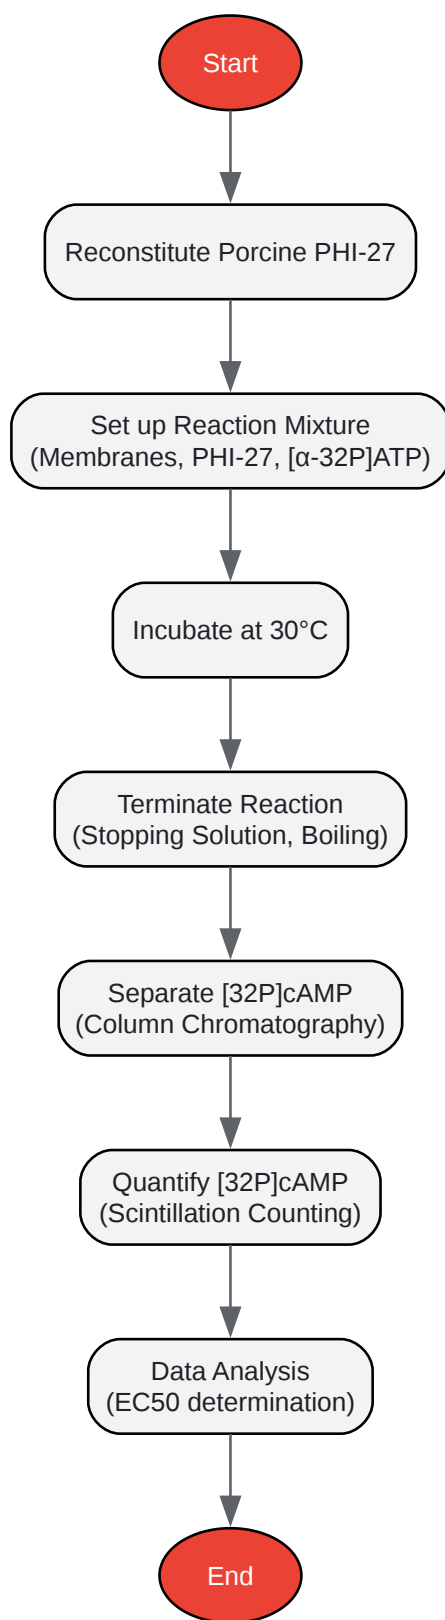 Start
Reconstitute Porcine PHI-27
Set up Reaction Mixture
(Membranes, PHI-27, [α-32P]ATP)
Incubate at 30°C
Terminate Reaction
(Stopping Solution, Boiling)
Separate [32P]cAMP
(Column Chromatography)
Quantify [32P]cAMP
(Scintillation Counting)
Data Analysis
(EC50 determination)
End